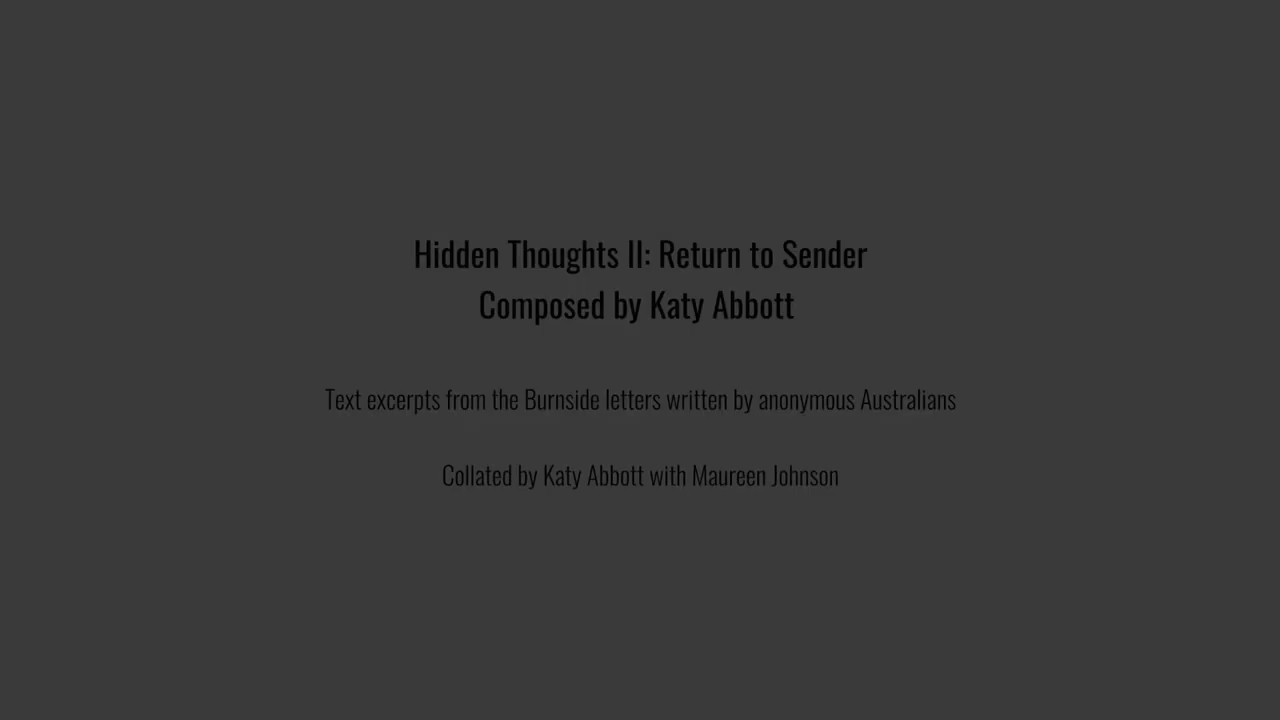 Hidden Thoughts II: Return to Sender
Composed by Katy Abbott
Text excerpts from the Burnside letters written by anonymous Australians
Collated by Katy Abbott with Maureen Johnson